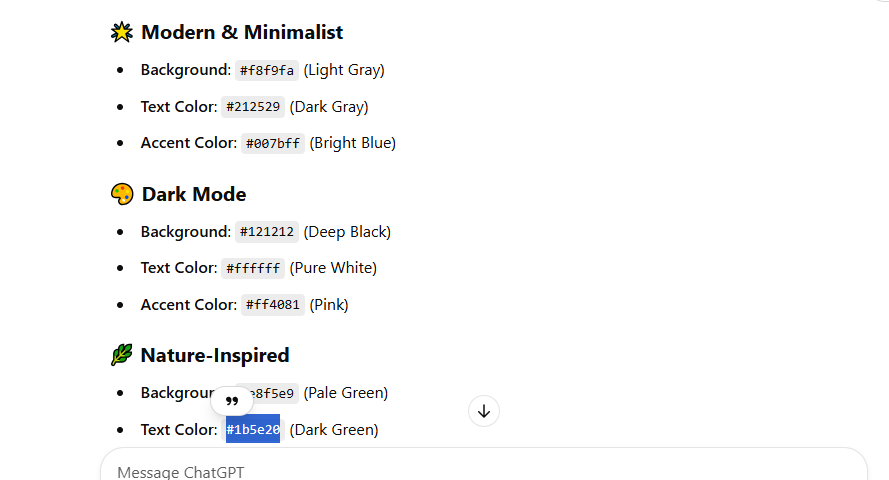 Modern & Minimalist
Background: #f8f9fa (Light Gray)
Text Color: #212529 (Dark Gray)
Accent Color: #007bff (Bright Blue)
Dark Mode
Background: #121212 (Deep Black)
Text Color: #ffffff (Pure White)
Accent Color: #ff4081 (Pink)
Nature-Inspired
e8f5e9 (Pale Green)
Text Color: #1b5e20 (Dark Green)
Message ChatGPT